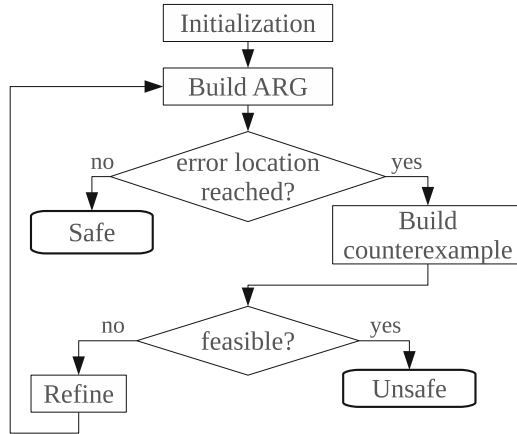 Initialization
Build ARG
no
error location
yes
reached?
Safe
Build
counterexample
no
feasible?
yes
Refine
Unsafe